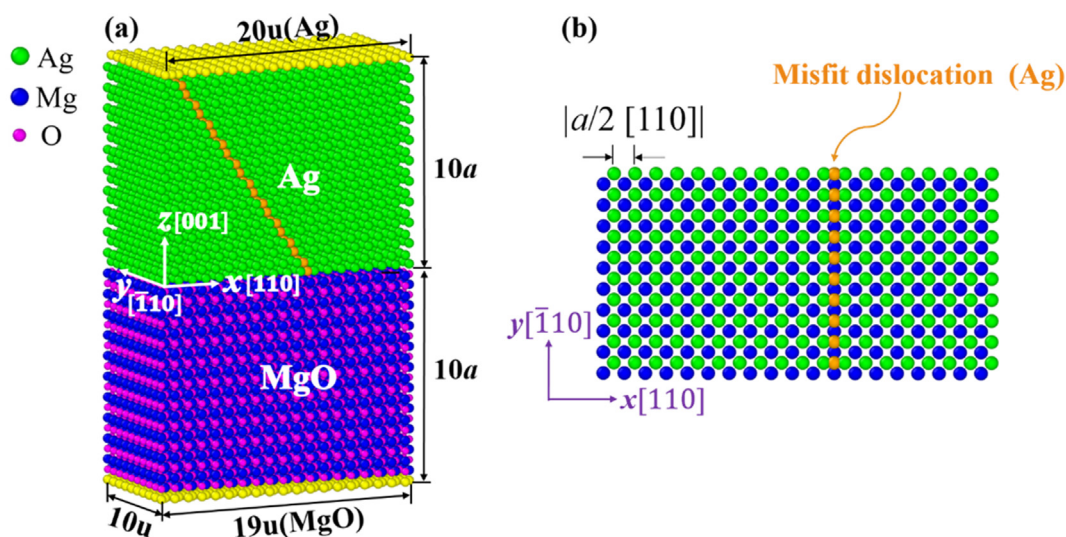 (a)
20u(Ag)
Ag
Mg
O
10a
Ag
z[001]
y[1̄10]
x[110]
MgO
10a
10u
19u(MgO)
(b)
Misfit dislocation (Ag)
|a/2 [110]|
y[1̄10]
x[110]